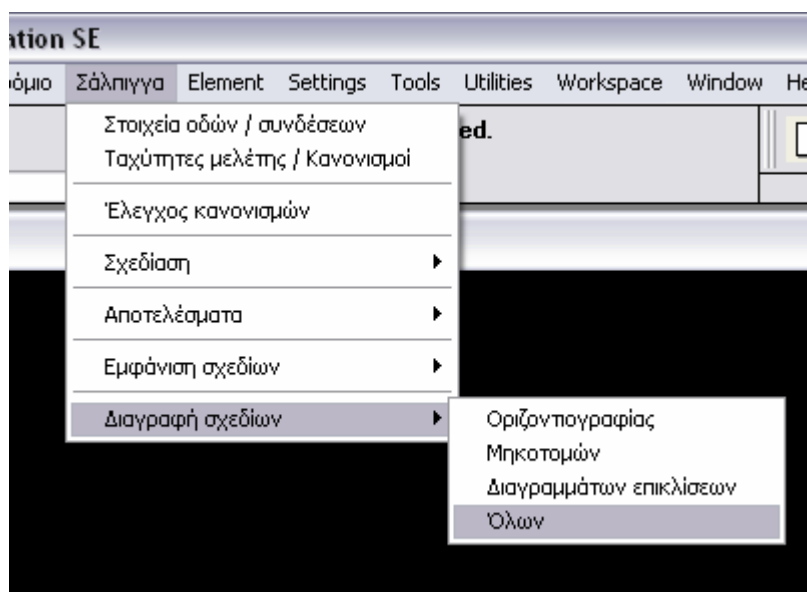 ation SE
όμιο Σάλπιγγα Element Settings Tools Utilities Workspace Window He
Στοιχεία οδών / συνδέσεων
ed.
Ταχύτητες μελέτης / Κανονισμοί
Έλεγχος κανονισμών
Σχεδίαση
Αποτελέσματα
Εμφάνιση σχεδίων
Διαγραφή σχεδίων
Οριζοντιογραφίας
Μηκοτομών
Διαγραμμάτων επικλίσεων
Όλων